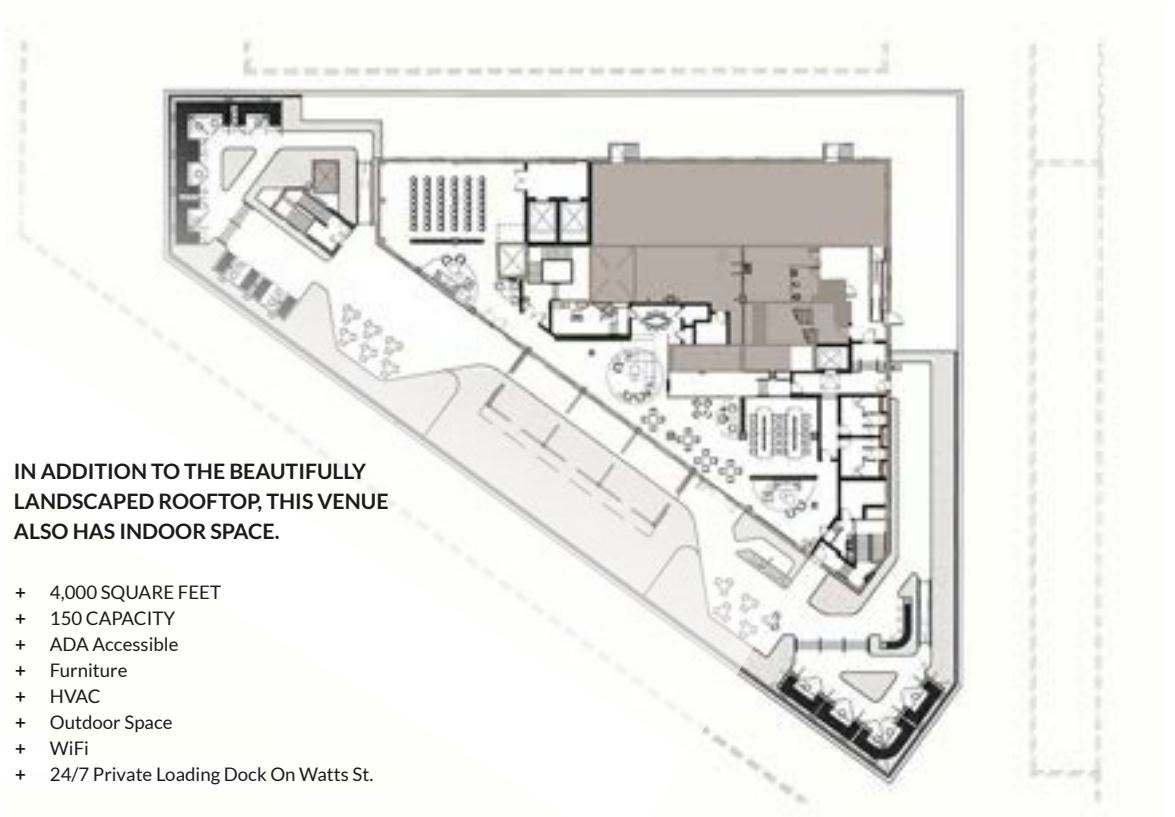 IN ADDITION TO THE BEAUTIFULLY
LANDSCAPED ROOFTOP, THIS VENUE
ALSO HAS INDOOR SPACE.
+ 4,000 SQUARE FEET
+ 150 CAPACITY
+ ADA Accessible
+ Furniture
+ HVAC
+ Outdoor Space
+ WiFi
+ 24/7 Private Loading Dock On Watts St.